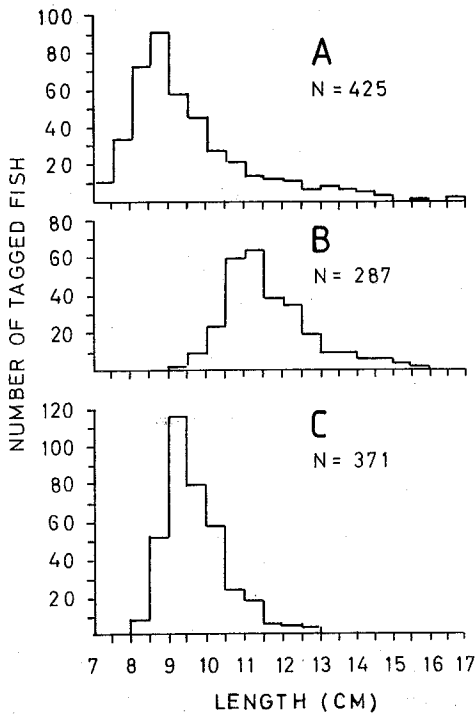 NUMBER OF TAGGED FISH
100
80
60
40
20
A
N = 425
80
60
40
20
B
N = 287
120
100
80
60
40
20
C
N = 371
7 8 9 10 11 12 13 14 15 16 17
LENGTH (CM)